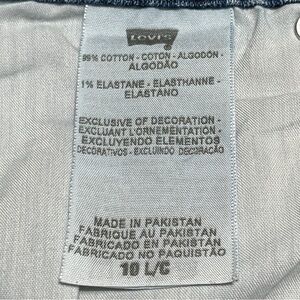 Levi's
99% COTTON - COTON - ALGODÓN -
ALGODÃO
1% ELASTANE - ELASTHANNE -
ELASTANO
EXCLUSIVE OF DECORATION -
EXCLUANT L'ORNEMENTATION -
EXCLUYENDO ELEMENTOS
DECORATIVOS - EXCLUINDO DECORAÇÃO
MADE IN PAKISTAN
FABRIQUÉ AU PAKISTAN
FABRICADO EN PAKISTÁN
FABRICADO NO PAQUISTÃO
10 L/C